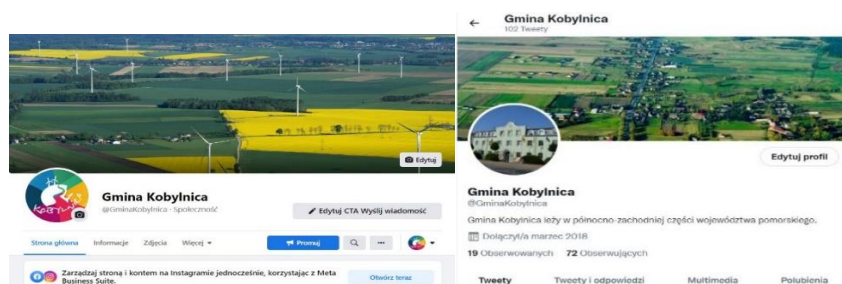 Edytuj
KOBYLNICA
Gmina Kobylnica
@GminaKobylnica · Społeczność
Edytuj CTA Wyślij wiadomość
Strona główna Informacje Zdjęcia Więcej
Promuj
Zarządzaj stroną i kontem na Instagramie jednocześnie, korzystając z Meta
Business Suite.
Otwórz teraz
Gmina Kobylnica
102 Tweety
Edytuj profil
Gmina Kobylnica
@GminaKobylnica
Gmina Kobylnica leży w północno-zachodniej części województwa pomorskiego.
Dołączył/a marzec 2018
19 Obserwowanych 72 Obserwujących
Tweety Tweety i odpowiedzi Multimedia Polubienia